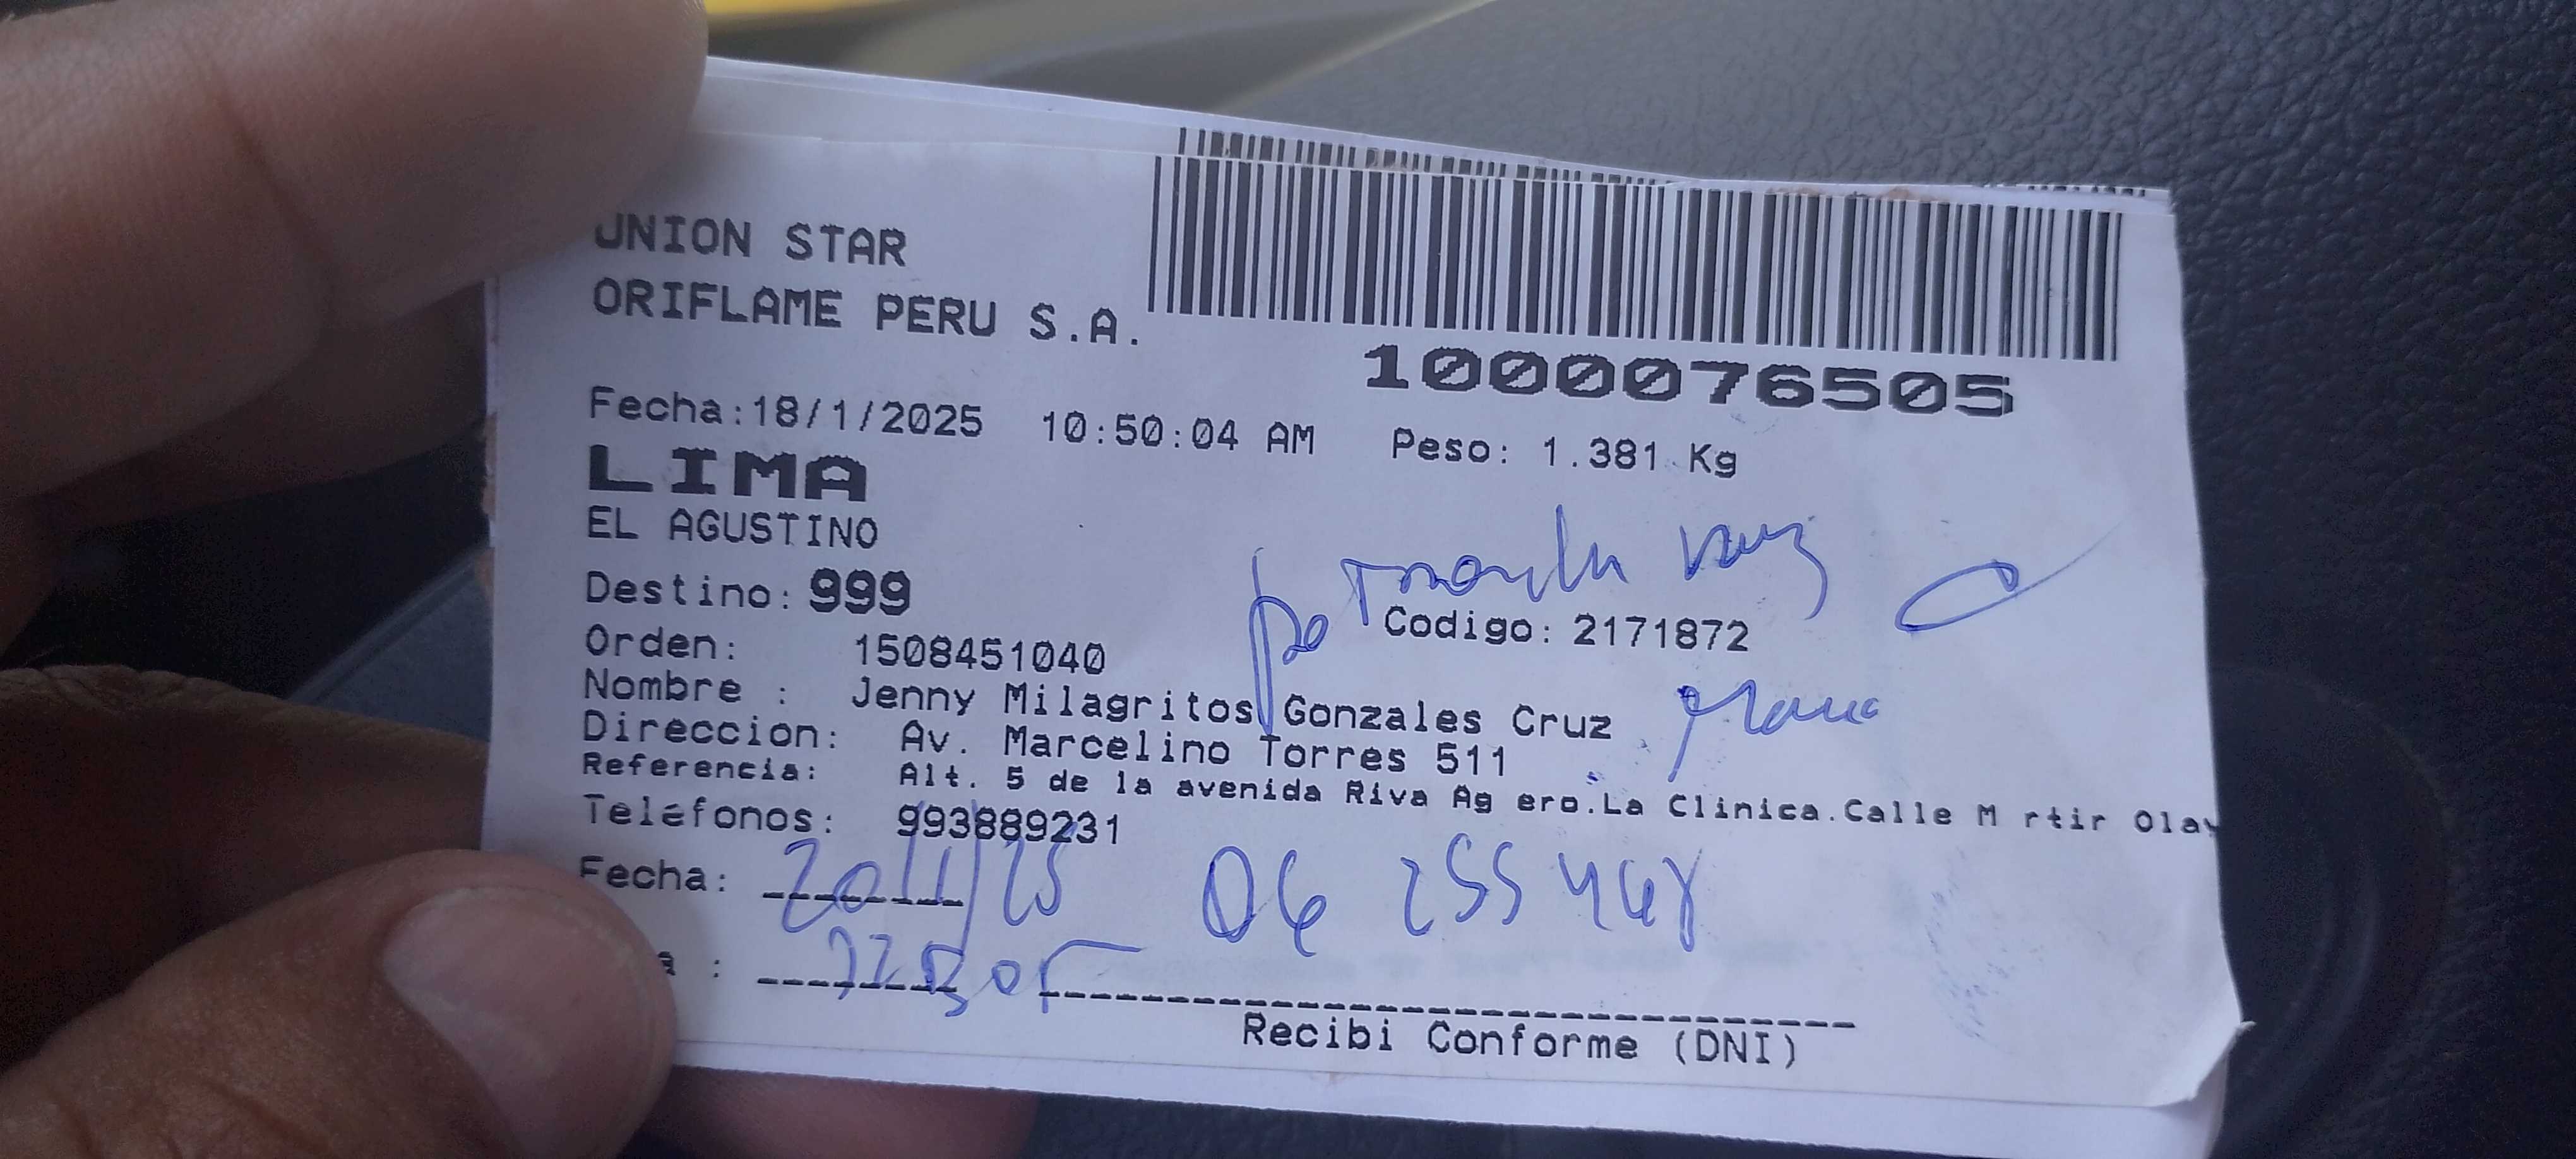 UNION STAR
ORIFLAME PERU S.A.
1000076505
Fecha:18/1/2025 10:50:04 AM Peso: 1.381 Kg
LIMA
EL AGUSTINO
Destino: 999
Codigo: 2171872
Orden: 1508451040
Nombre : Jenny Milagritos Gonzales Cruz
Direccion: Av. Marcelino Torres 511
Referencia: Alt. 5 de la avenida Riva Ag ero.La Clinica.Calle M rtir Olay
Teléfonos: 993889231
Fecha: 20/1/25 06 255468
a :
Recibi Conforme (DNI)